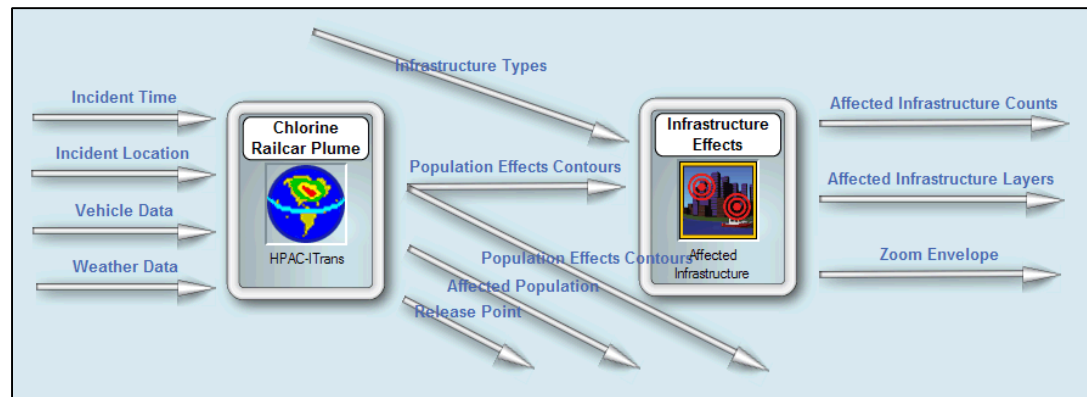 Infrastructure Types
Incident Time
Incident Location
Vehicle Data
Weather Data
Chlorine
Railcar Plume
HPAC-ITrans
Population Effects Contours
Population Effects Contours
Affected Population
Release Point
Infrastructure
Effects
Affected
Infrastructure
Affected Infrastructure Counts
Affected Infrastructure Layers
Zoom Envelope